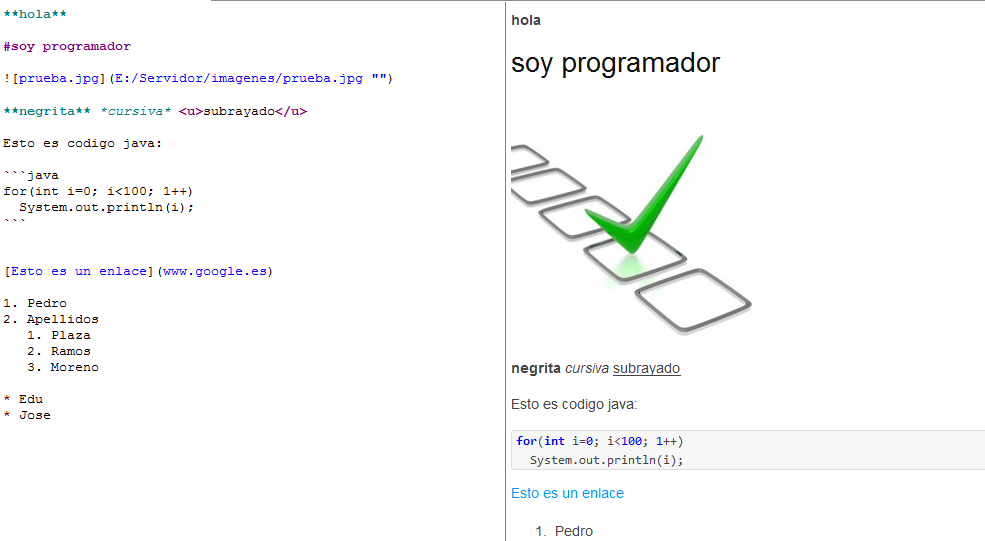 **hola**
#soy programador
![prueba.jpg](E:/Servidor/imagenes/prueba.jpg "")
**negrita** *cursiva* <u>subrayado</u>
Esto es codigo java:
```java
for(int i=0; i<100; 1++)
  System.out.println(i);
```
[Esto es un enlace](www.google.es)
1. Pedro
2. Apellidos
   1. Plaza
   2. Ramos
   3. Moreno
* Edu
* Jose
hola
soy programador
negrita cursiva subrayado
Esto es codigo java:
for(int i=0; i<100; 1++)
  System.out.println(i);
Esto es un enlace
1. Pedro